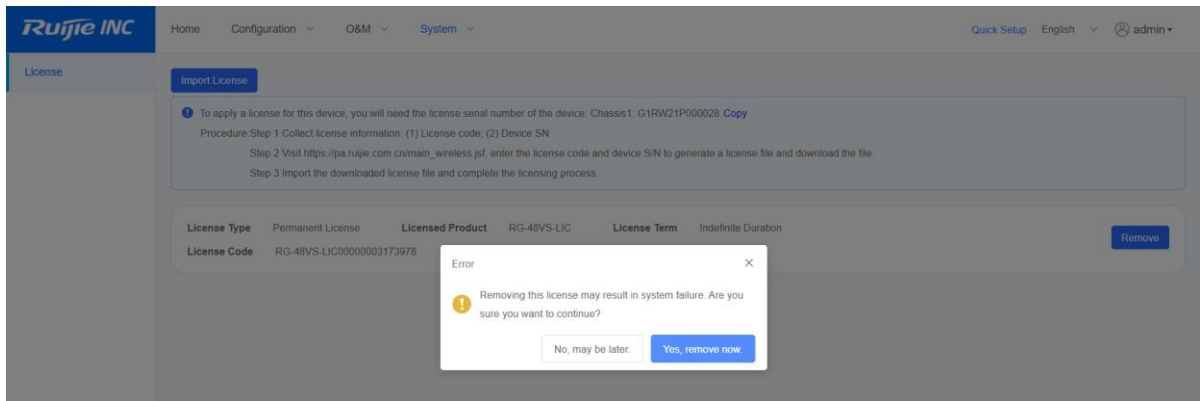 Ruijie INC
Home Configuration O&M System Quick Setup English admin
License
Import License
To apply a license for this device, you will need the license serial number of the device: Chassis1: G1RW21P000028 Copy
Procedure:Step 1 Collect license information: (1) License code; (2) Device SN
Step 2 Visit https://pa.ruijie.com.cn/main_wireless.jsf, enter the license code and device S/N to generate a license file and download the file.
Step 3 Import the downloaded license file and complete the licensing process.
License Type Permanent License Licensed Product RG-48VS-LIC License Term Indefinite Duration
Remove
License Code RG-48VS-LIC00000003173978
Error
Removing this license may result in system failure. Are you
sure you want to continue?
No, may be later. Yes, remove now.